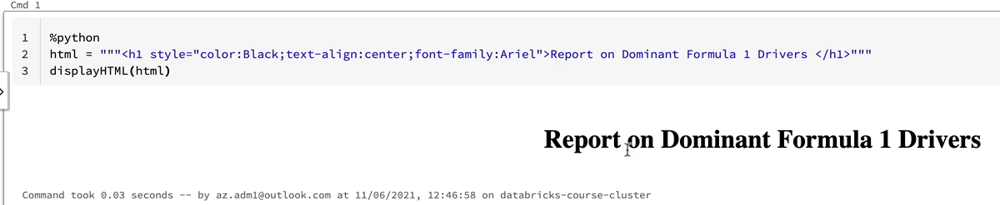 Cmd 1
1 %python
2 html = """<h1 style="color:Black;text-align:center;font-family:Ariel">Report on Dominant Formula 1 Drivers </h1>"""
3 displayHTML(html)
Report on Dominant Formula 1 Drivers
Command took 0.03 seconds -- by az.adm1@outlook.com at 11/06/2021, 12:46:58 on databricks-course-cluster